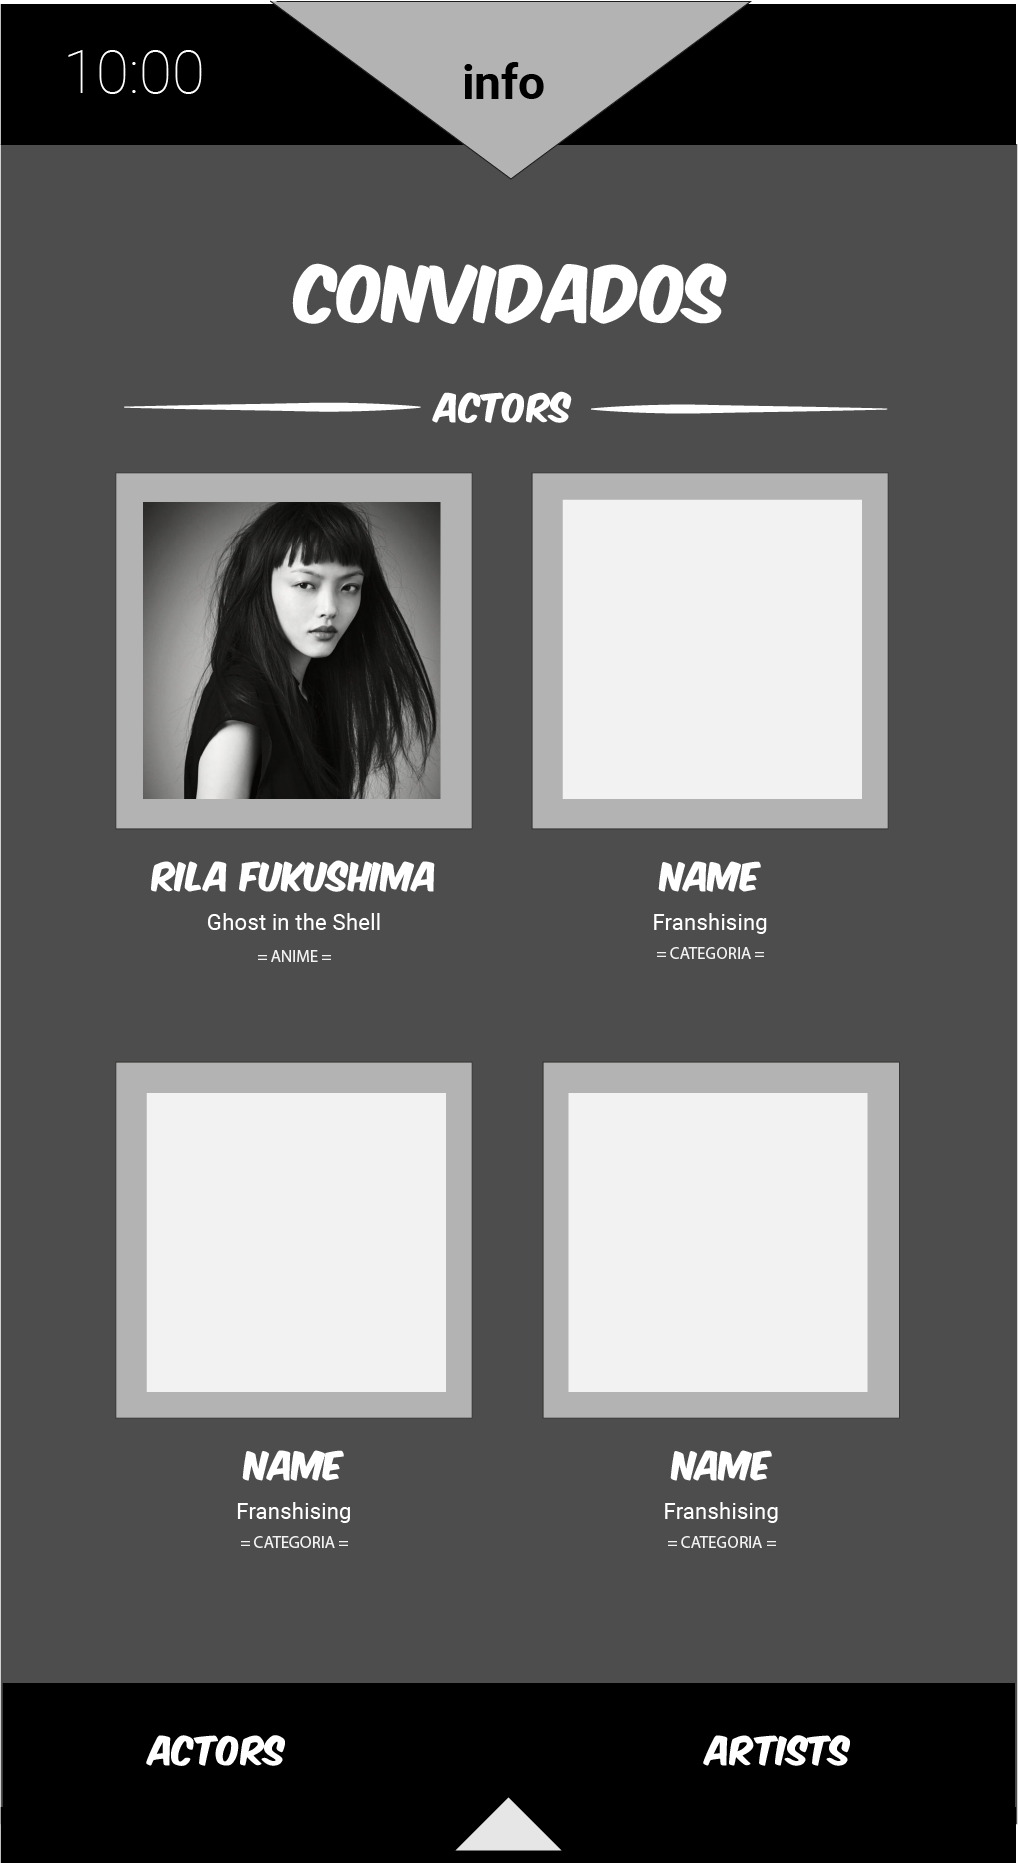 10:00
info
CONVIDADOS
ACTORS
RILA FUKUSHIMA
Ghost in the Shell
= ANIME =
NAME
Franshising
= CATEGORIA =
NAME
Franshising
= CATEGORIA =
NAME
Franshising
= CATEGORIA =
ACTORS
ARTISTS